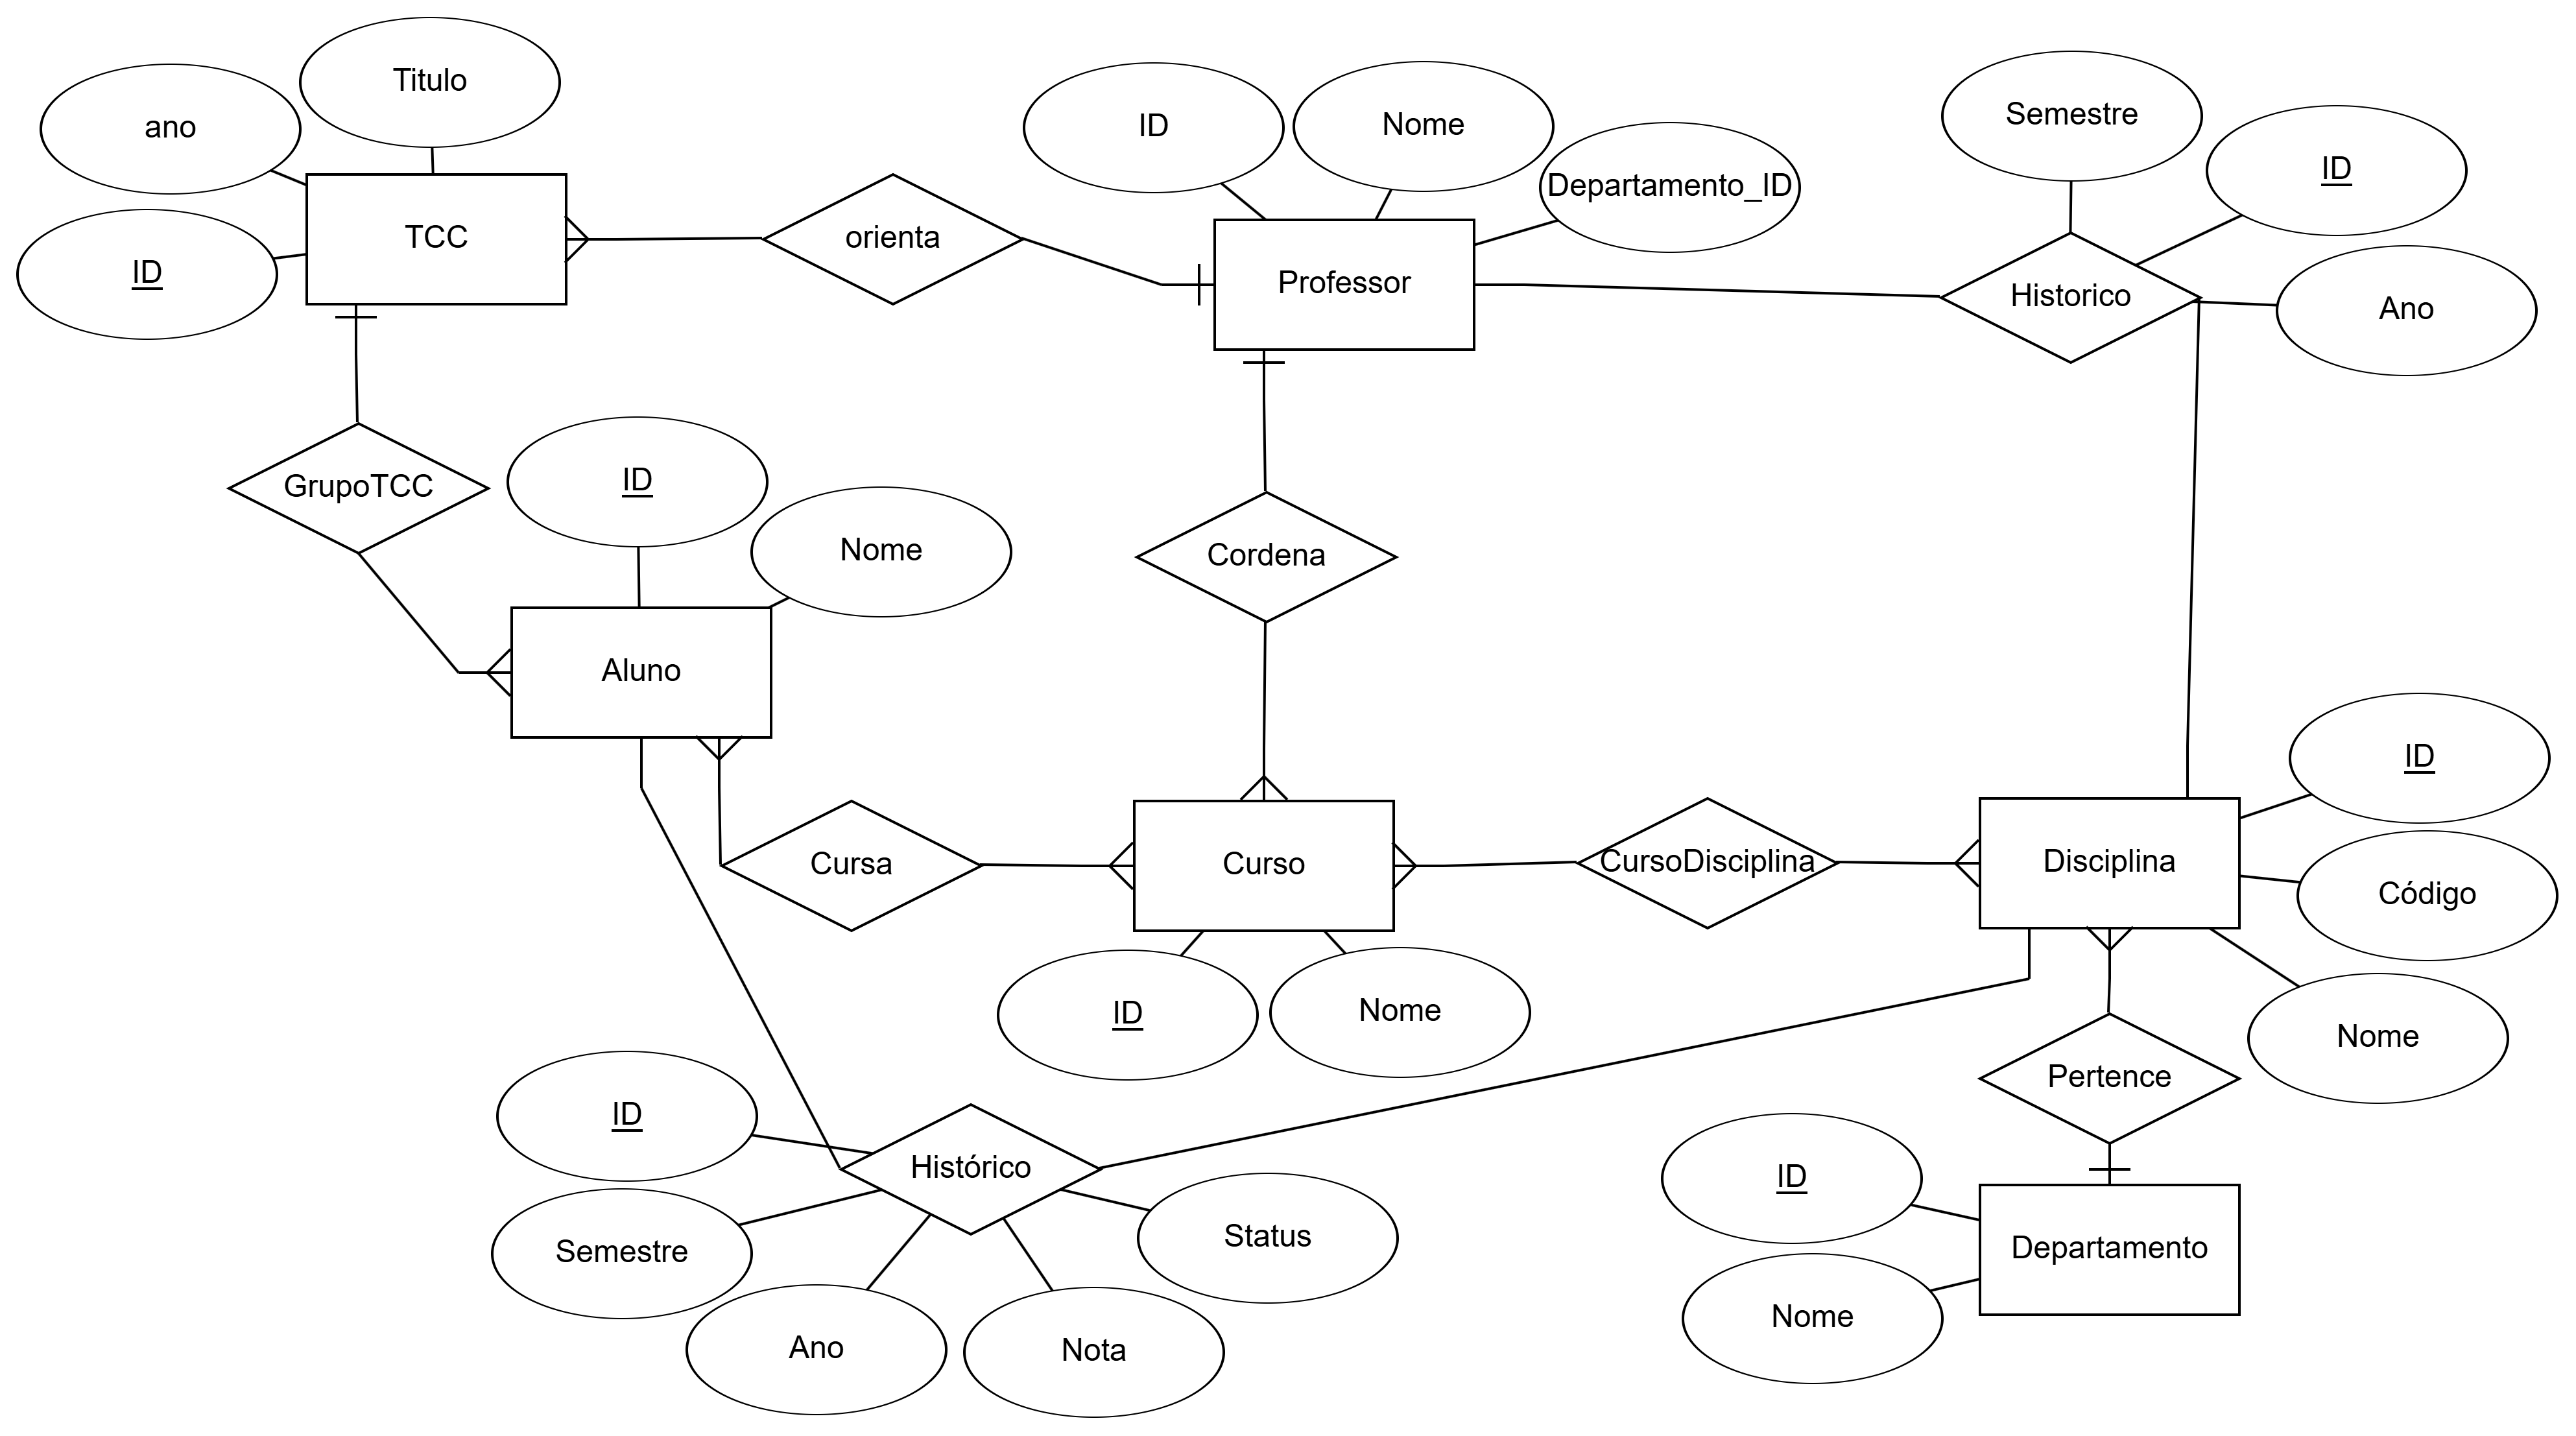 Titulo
ano
TCC
ID
orienta
ID
Nome
Departamento_ID
Professor
Semestre
ID
Historico
Ano
GrupoTCC
ID
Nome
Aluno
Cordena
Cursa
Curso
CursoDisciplina
Disciplina
ID
Código
Nome
ID
Nome
Pertence
ID
Departamento
Nome
ID
Histórico
Semestre
Status
Ano
Nota